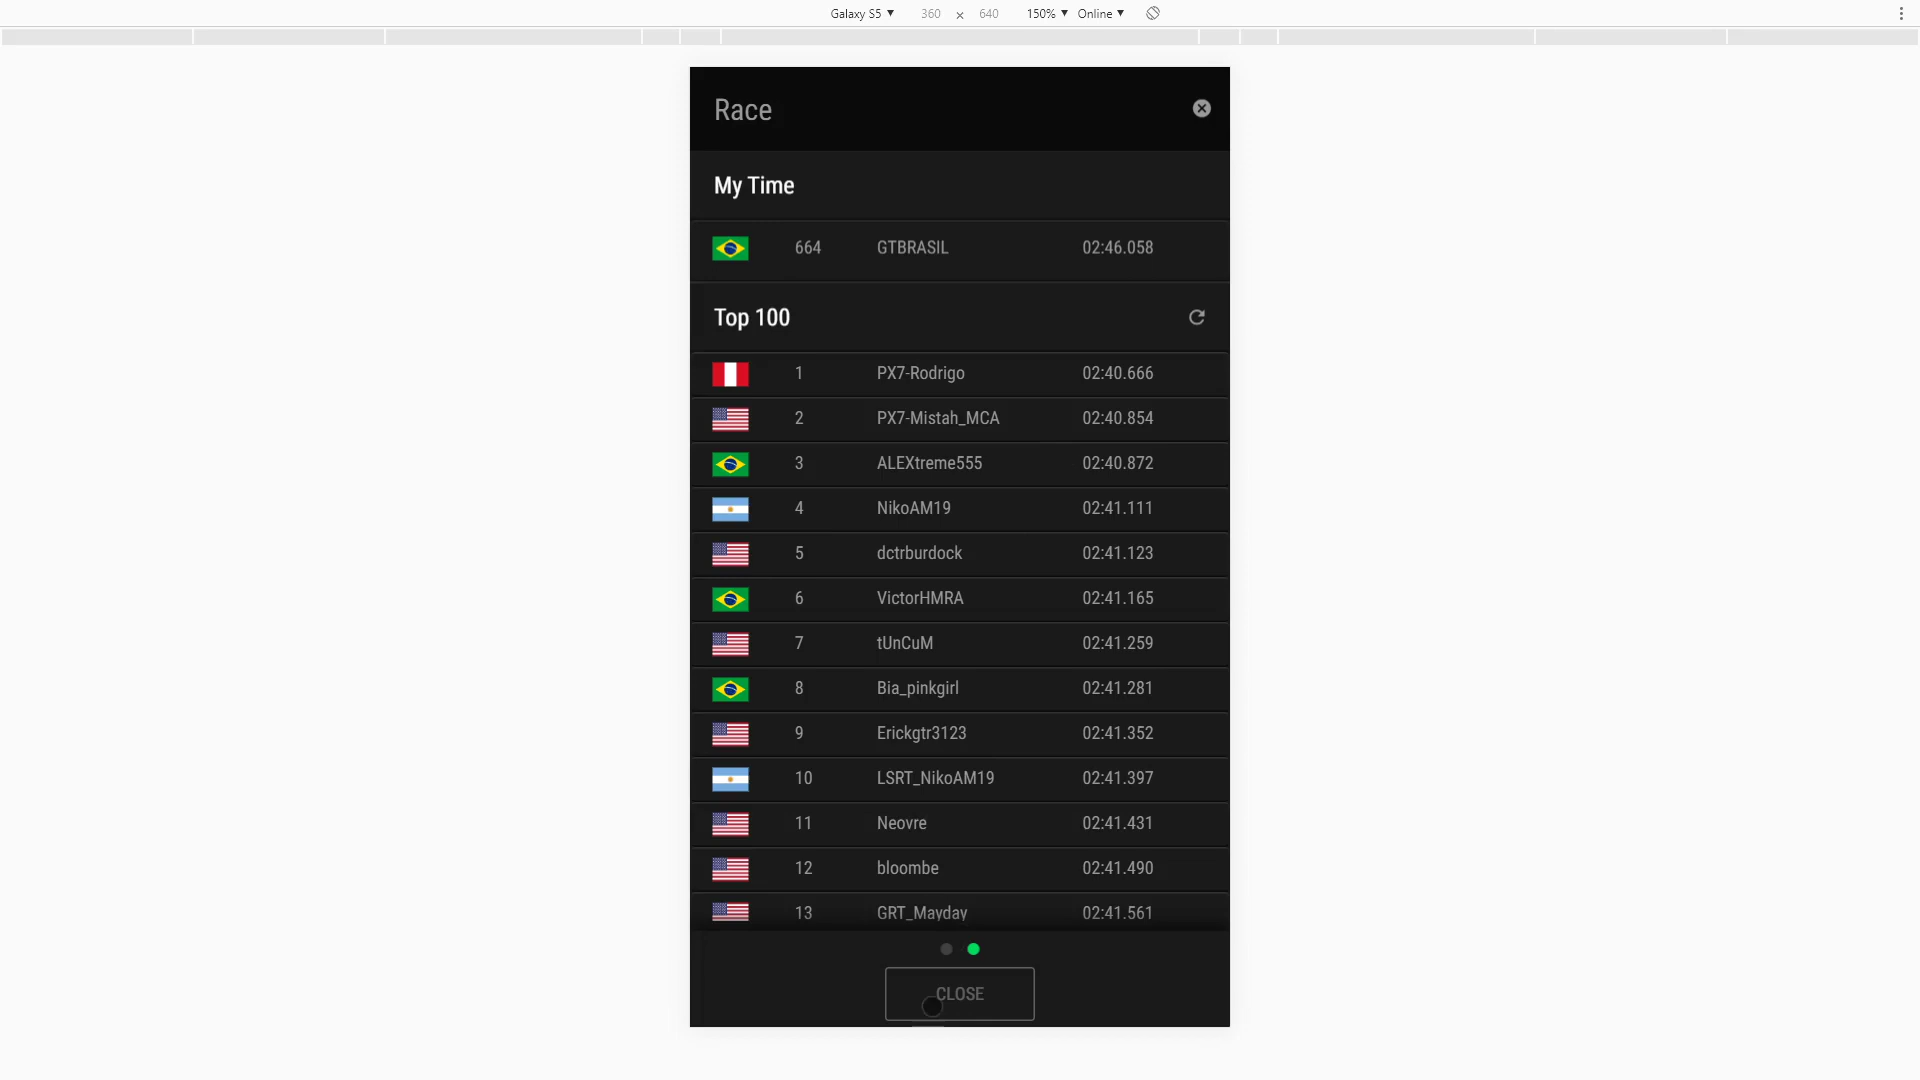 Galaxy S5 ▼ 360 × 640 150% ▼ Online ▼
Race
My Time
664 GTBRASIL 02:46.058
Top 100
1 PX7-Rodrigo 02:40.666
2 PX7-Mistah_MCA 02:40.854
3 ALEXtreme555 02:40.872
4 NikoAM19 02:41.111
5 dctrburdock 02:41.123
6 VictorHMRA 02:41.165
7 tUnCuM 02:41.259
8 Bia_pinkgirl 02:41.281
9 Erickgtr3123 02:41.352
10 LSRT_NikoAM19 02:41.397
11 Neovre 02:41.431
12 bloombe 02:41.490
13 GRT_Mayday 02:41.561
CLOSE